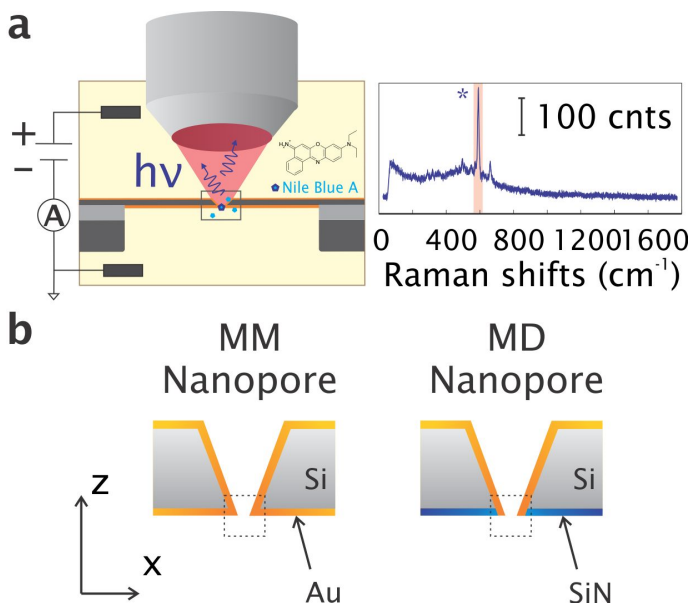 a
+
−
A
hν
H₂N
O
N
N
Nile Blue A
*
100 cnts
0 400 800 1200 1600
Raman shifts (cm⁻¹)
b
MM
Nanopore
MD
Nanopore
Si
Si
z
x
Au
SiN